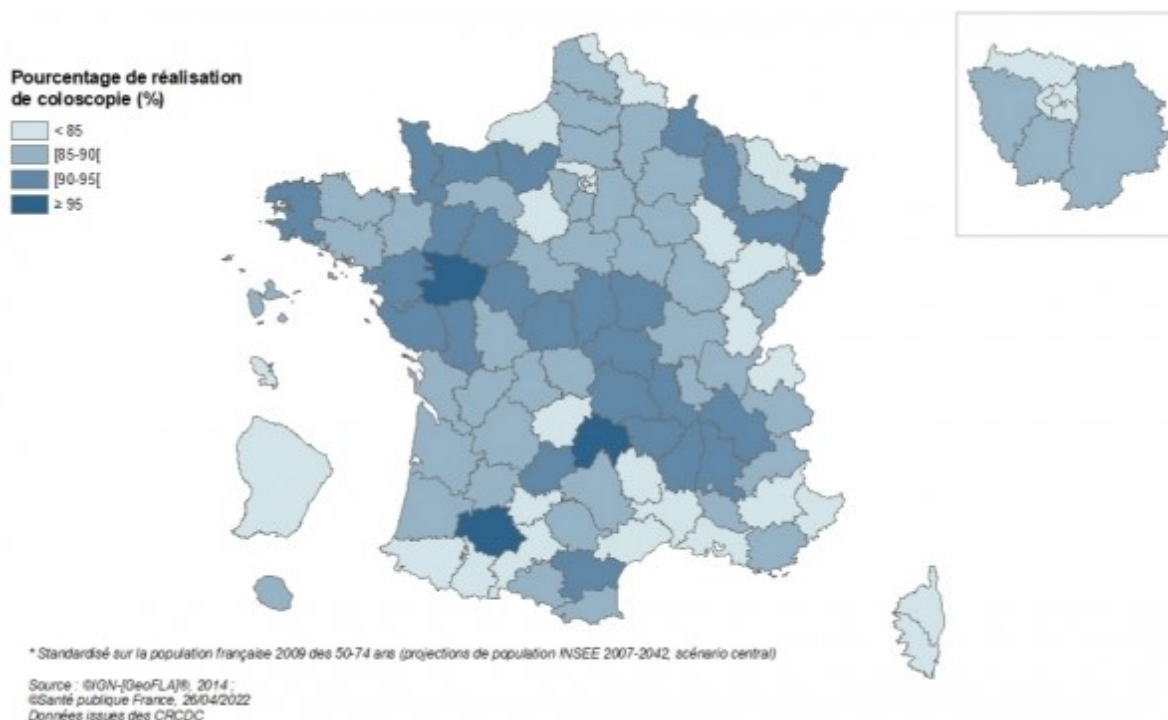 Pourcentage de réalisation
de coloscopie (%)
< 85
[85-90[
[90-95[
≥ 95
* Standardisé sur la population française 2009 des 50-74 ans (projections de population INSEE 2007-2042, scénario central)
Source : ©IGN-[GeoFLA]®, 2014 ;
©Santé publique France, 26/04/2022
Données issues des CRCDC